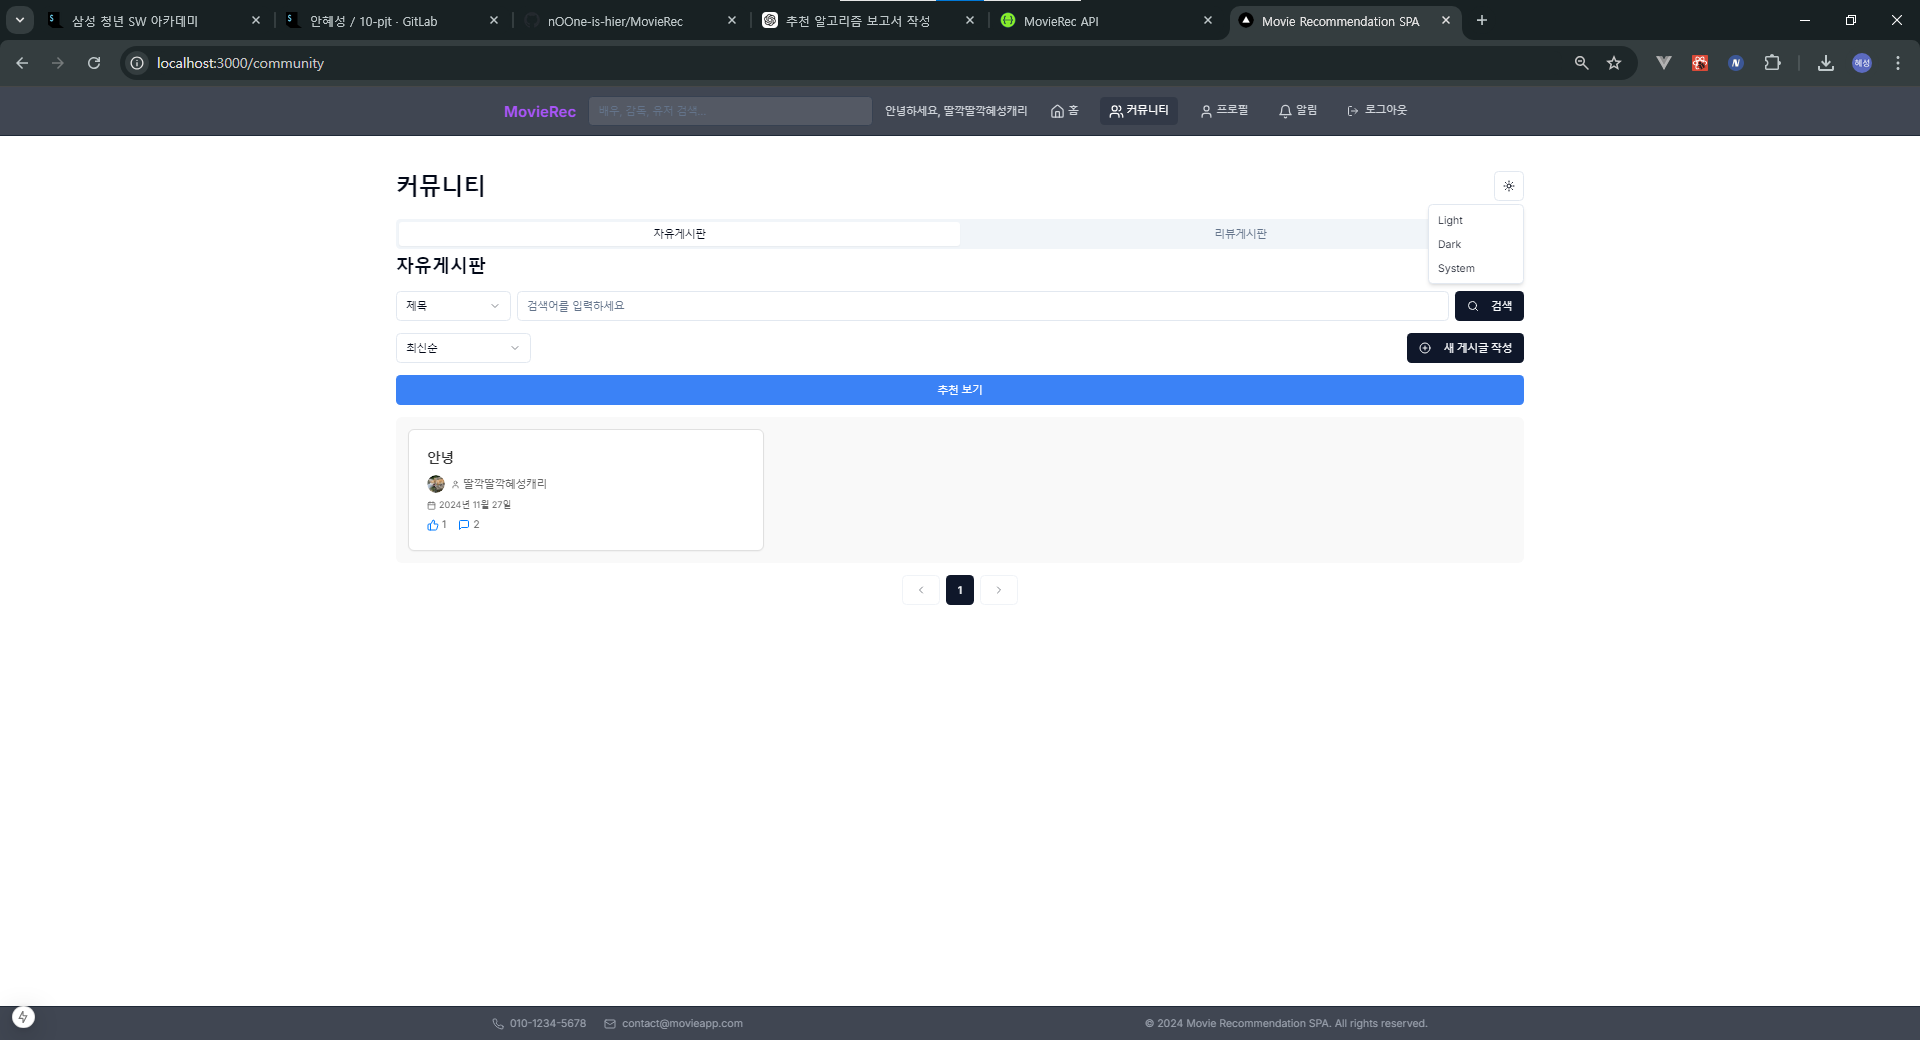 삼성 청년 SW 아카데미
안혜성 / 10-pjt · GitLab
nOOne-is-hier/MovieRec
추천 알고리즘 보고서 작성
MovieRec API
Movie Recommendation SPA
localhost:3000/community
혜성
MovieRec
배우, 감독, 유저 검색...
안녕하세요, 딸깍딸깍혜성캐리
홈
커뮤니티
프로필
알림
로그아웃
커뮤니티
Light
Dark
System
자유게시판
리뷰게시판
자유게시판
제목
검색어를 입력하세요
검색
최신순
새 게시글 작성
추천 보기
안녕
딸깍딸깍혜성캐리
2024년 11월 27일
1 2
1
010-1234-5678
contact@movieapp.com
© 2024 Movie Recommendation SPA. All rights reserved.